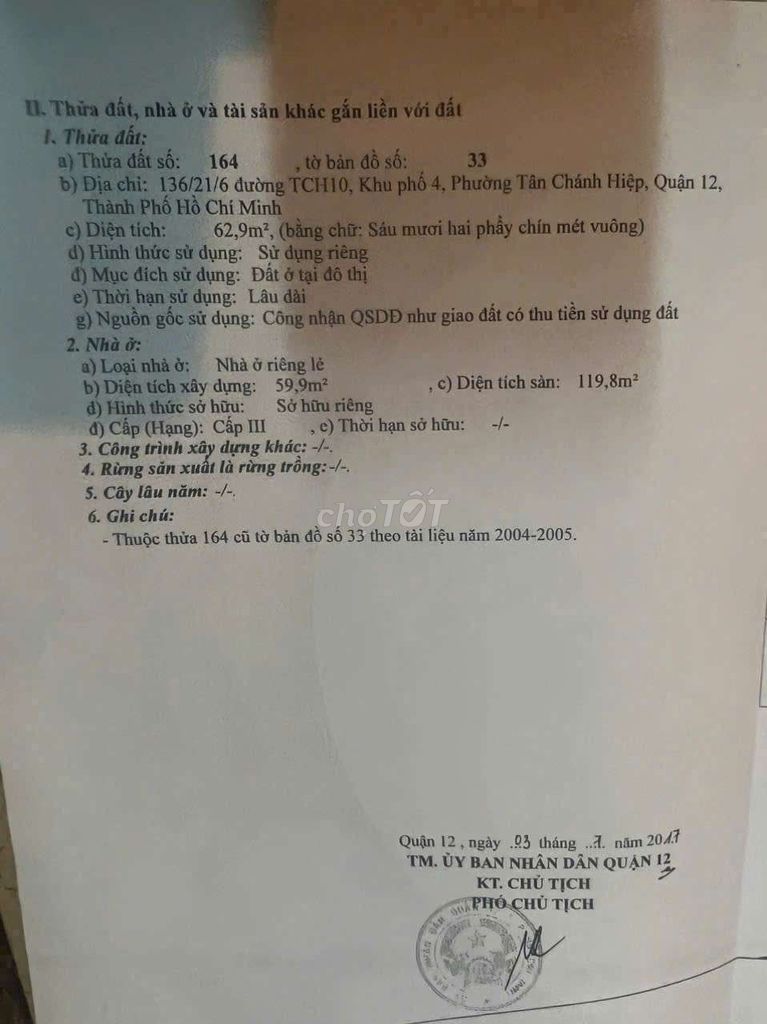 II. Thửa đất, nhà ở và tài sản khác gắn liền với đất
1. Thửa đất:
a) Thửa đất số: 164 , tờ bản đồ số: 33
b) Địa chỉ: 136/21/6 đường TCH10, Khu phố 4, Phường Tân Chánh Hiệp, Quận 12,
Thành Phố Hồ Chí Minh
c) Diện tích: 62,9m², (bằng chữ: Sáu mươi hai phẩy chín mét vuông)
d) Hình thức sử dụng: Sử dụng riêng
đ) Mục đích sử dụng: Đất ở tại đô thị
e) Thời hạn sử dụng: Lâu dài
g) Nguồn gốc sử dụng: Công nhận QSDĐ như giao đất có thu tiền sử dụng đất
2. Nhà ở:
a) Loại nhà ở: Nhà ở riêng lẻ
b) Diện tích xây dựng: 59,9m² , c) Diện tích sàn: 119,8m²
d) Hình thức sở hữu: Sở hữu riêng
đ) Cấp (Hạng): Cấp III , e) Thời hạn sở hữu: -/-
3. Công trình xây dựng khác: -/-.
4. Rừng sản xuất là rừng trồng: -/-.
5. Cây lâu năm: -/-.
6. Ghi chú:
choTỐT
- Thuộc thửa 164 cũ tờ bản đồ số 33 theo tài liệu năm 2004-2005.
Quận 12 , ngày .03 tháng ..7. năm 2017
TM. ỦY BAN NHÂN DÂN QUẬN 12
KT. CHỦ TỊCH
PHÓ CHỦ TỊCH